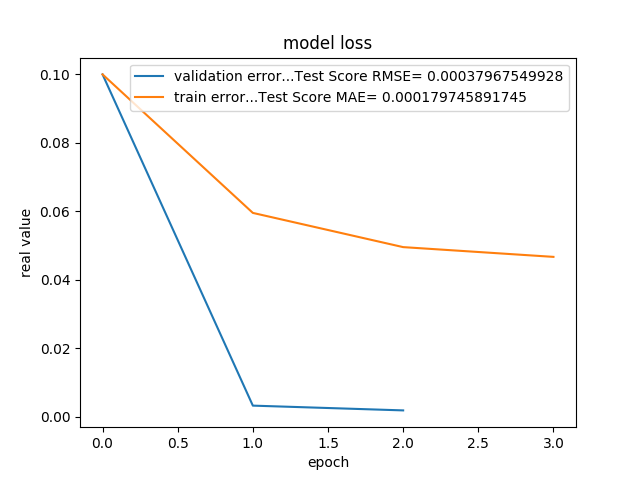 model loss
validation error...Test Score RMSE= 0.00037967549928
train error...Test Score MAE= 0.000179745891745
0.10
0.08
0.06
0.04
0.02
0.00
real value
0.0 0.5 1.0 1.5 2.0 2.5 3.0
epoch